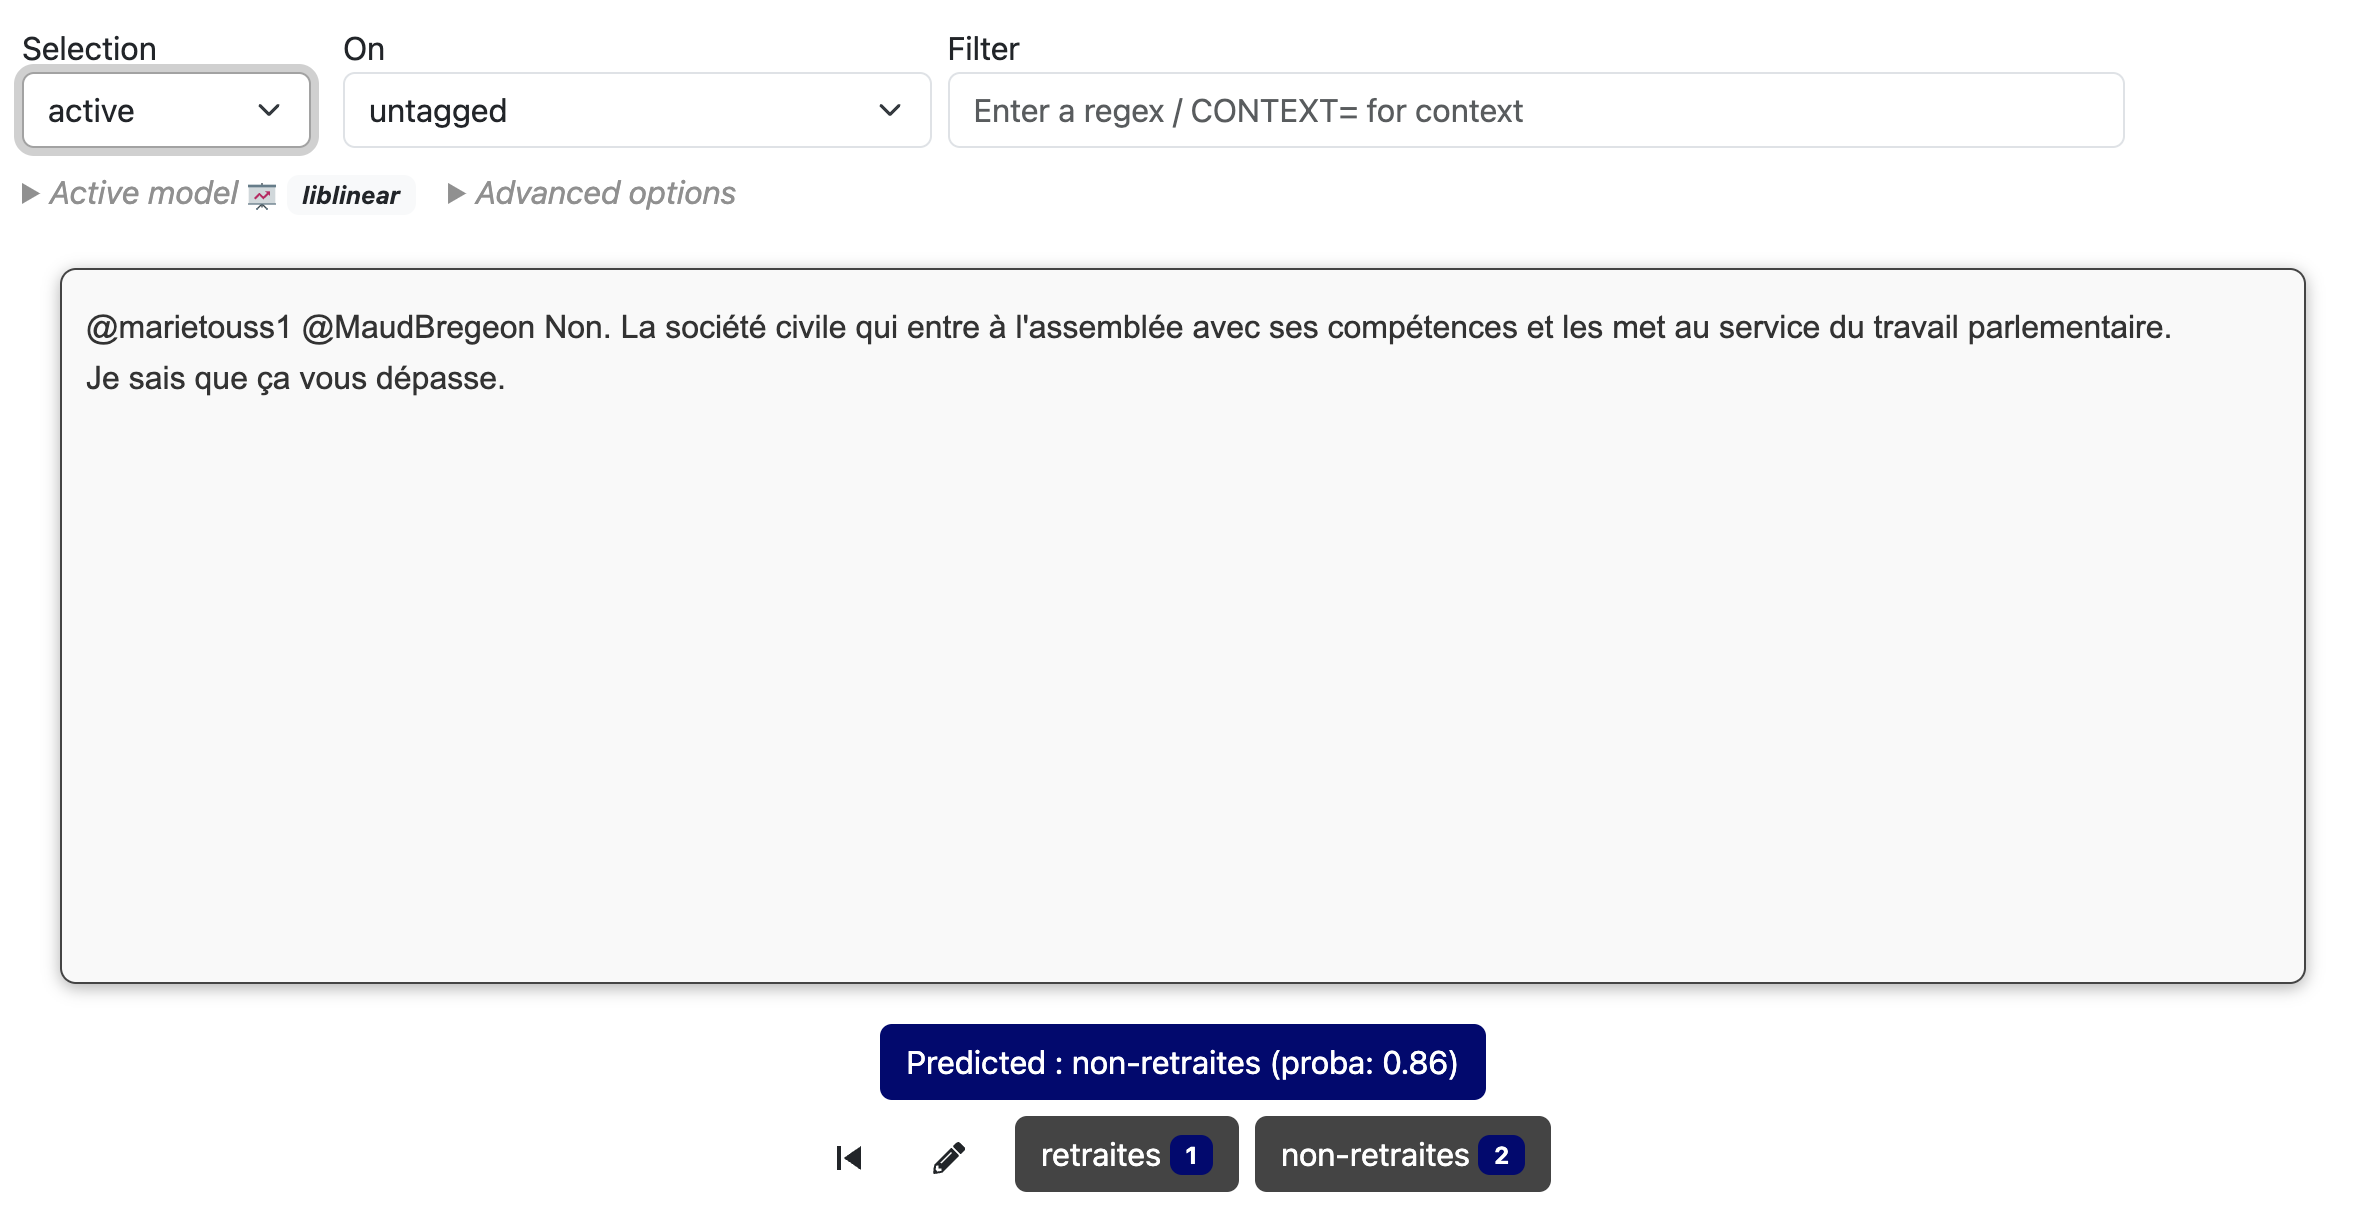 Selection On Filter
active untagged Enter a regex / CONTEXT= for context
Active model liblinear Advanced options
@marietouss1 @MaudBregeon Non. La société civile qui entre à l'assemblée avec ses compétences et les met au service du travail parlementaire.
Je sais que ça vous dépasse.
Predicted : non-retraites (proba: 0.86)
retraites 1 non-retraites 2